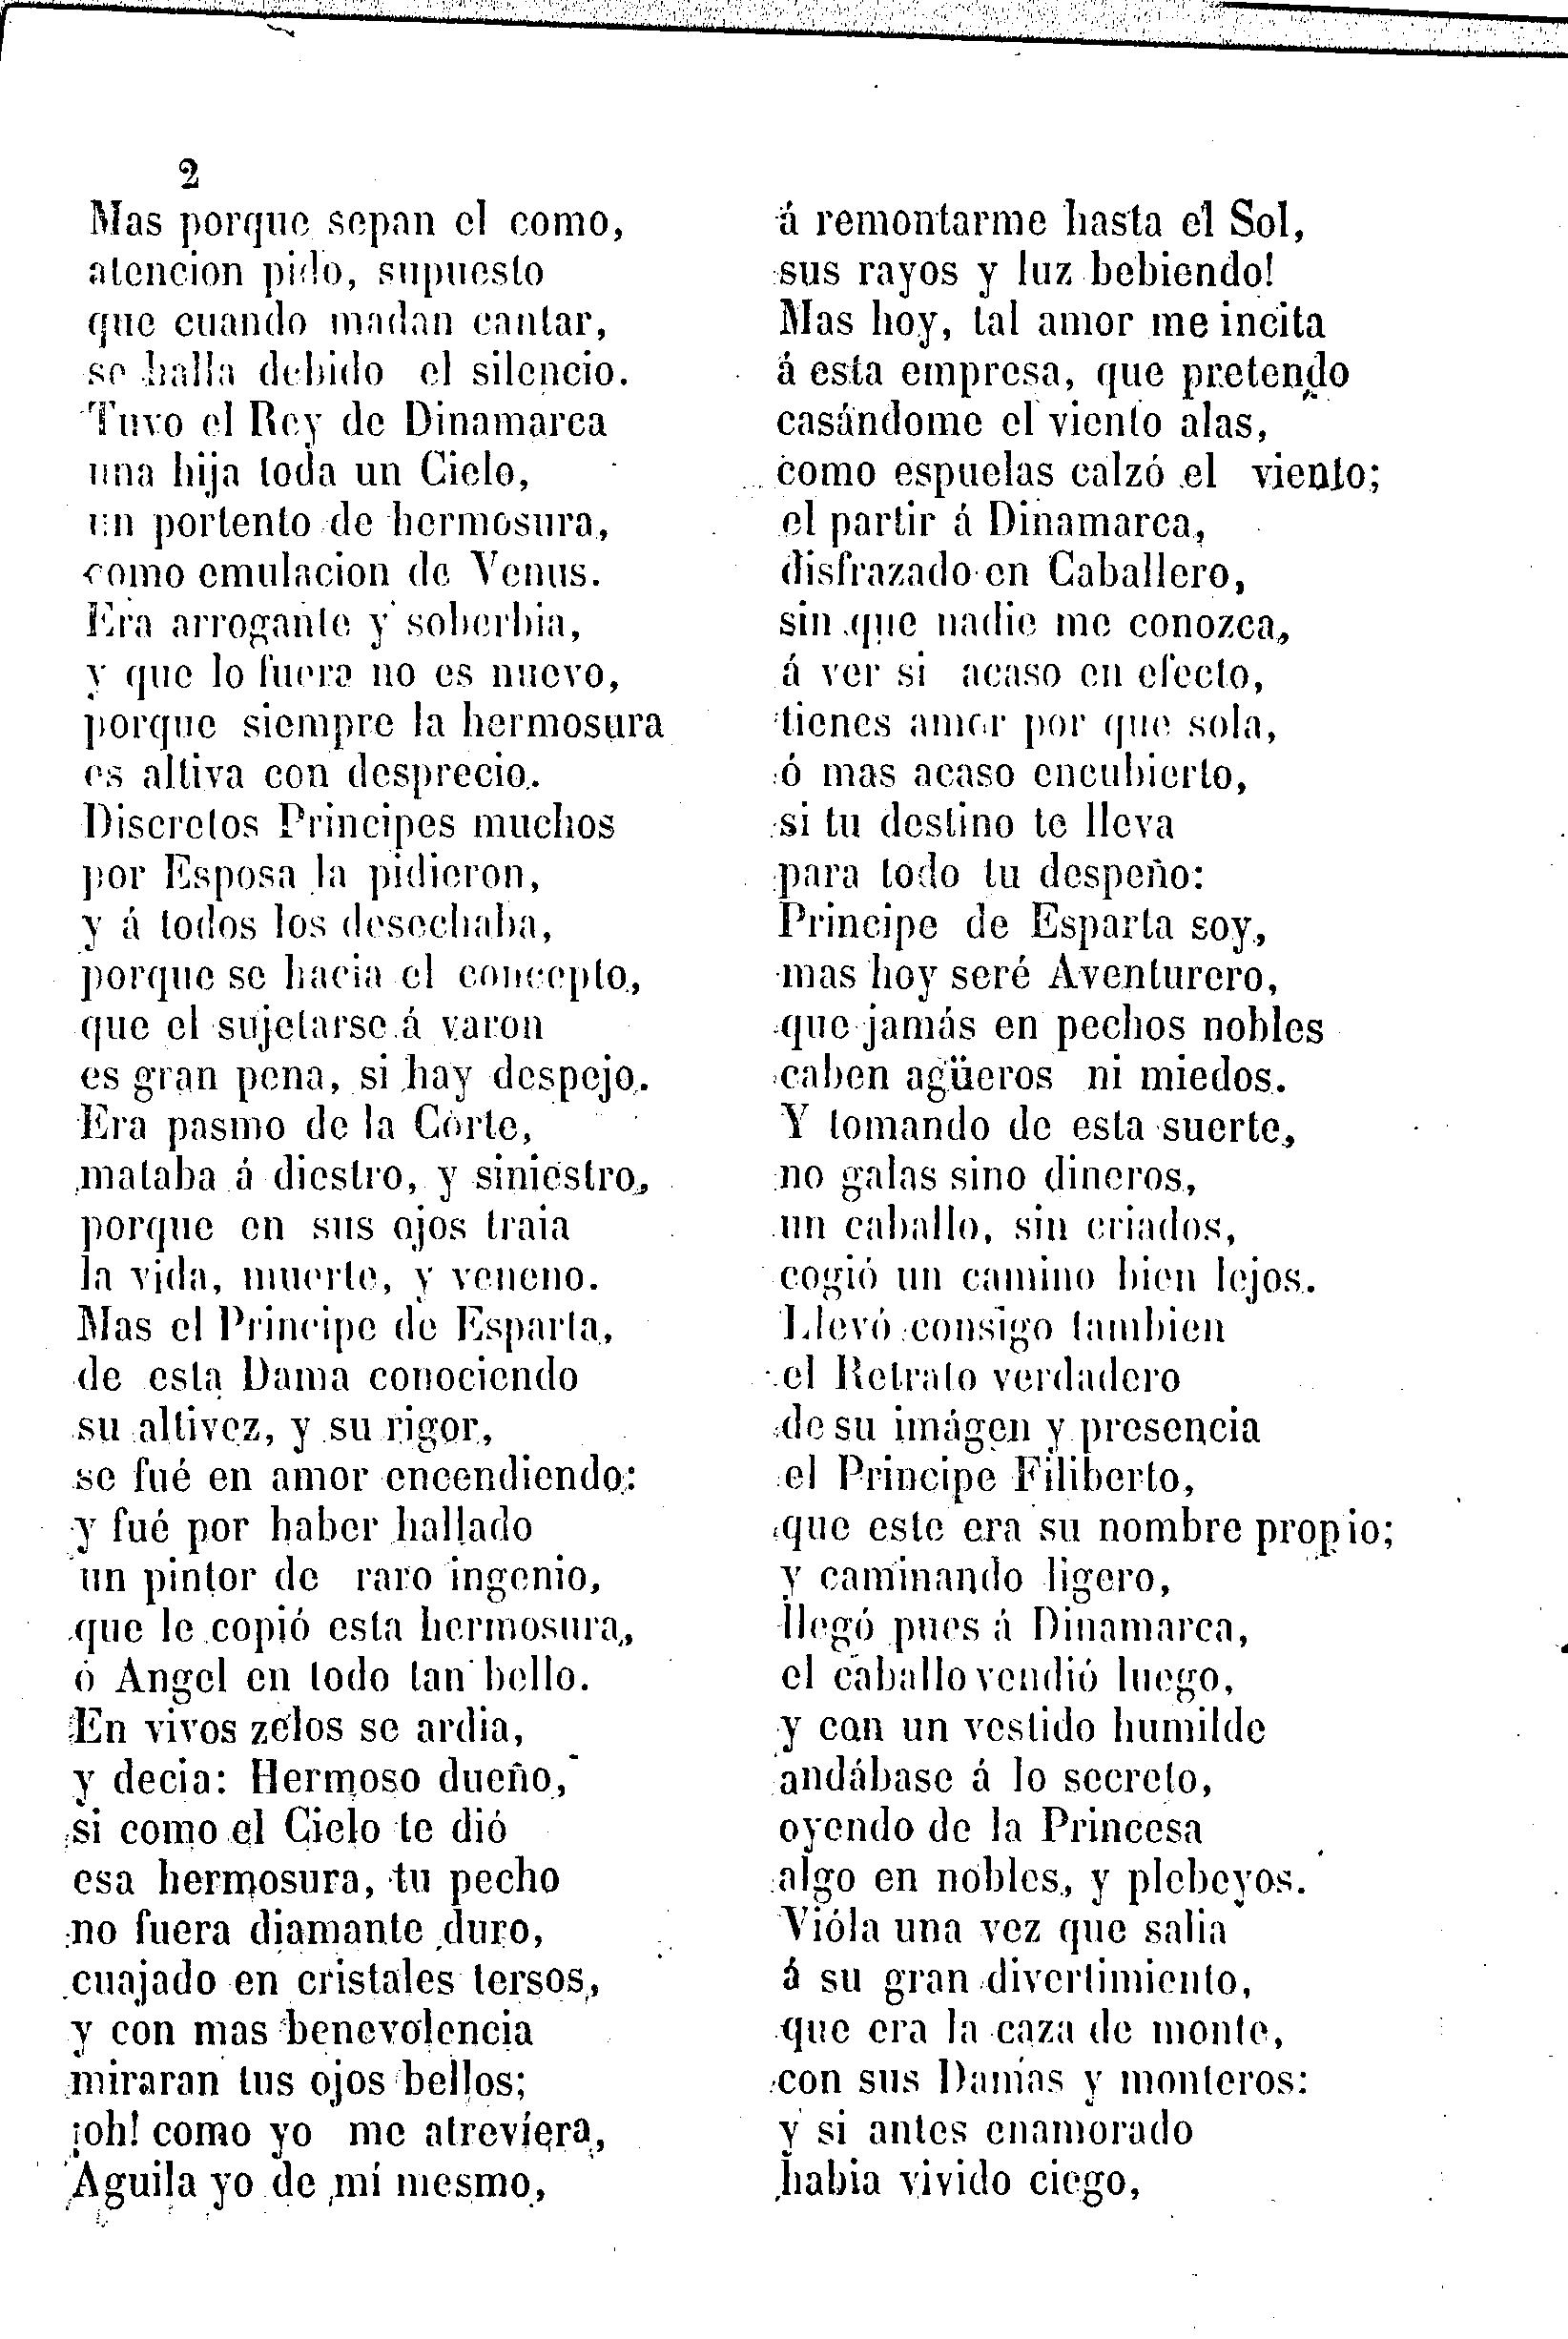 2
Mas porque sepan el como,
atencion pido, supuesto
que cuando madan cantar,
se halla debido el silencio.
Tuvo el Rey de Dinamarca
una hija toda un Cielo,
un portento de hermosura,
como emulacion de Venus.
Era arrogante y soberbia,
y que lo fuera no es nuevo,
porque siempre la hermosura
es altiva con desprecio.
Discretos Principes muchos
por Esposa la pidieron,
y á todos los desechaba,
porque se hacia el concepto,
que el sujetarse á varon
es gran pena, si hay despejo.
Era pasmo de la Corte,
mataba á diestro, y siniestro,
porque en sus ojos traia
la vida, muerte, y veneno.
Mas el Principe de Esparta,
de esta Dama conociendo
su altivez, y su rigor,
se fué en amor encendiendo:
y fué por haber hallado
un pintor de raro ingenio,
que le copió esta hermosura,
ó Angel en todo tan bello.
En vivos zelos se ardia,
y decia: Hermoso dueño,
si como el Cielo te dió
esa hermosura, tu pecho
no fuera diamante duro,
cuajado en cristales tersos,
y con mas benevolencia
miraran tus ojos bellos;
¡oh! como yo me atreviera,
Aguila yo de mí mesmo,
á remontarme hasta el Sol,
sus rayos y luz bebiendo!
Mas hoy, tal amor me incita
á esta empresa, que pretendo
casándome el viento alas,
como espuelas calzó el viento;
el partir á Dinamarca,
disfrazado en Caballero,
sin que nadie me conozca,
á ver si acaso en efecto,
tienes amor por que sola,
ó mas acaso encubierto,
si tu destino te lleva
para todo tu despeño:
Principe de Esparta soy,
mas hoy seré Aventurero,
que jamás en pechos nobles
caben agüeros ni miedos.
Y tomando de esta suerte,
no galas sino dineros,
un caballo, sin criados,
cogió un camino bien lejos.
Llevó consigo tambien
el Retrato verdadero
de su imágen y presencia
el Principe Filiberto,
que este era su nombre propio;
y caminando ligero,
llegó pues á Dinamarca,
el caballo vendió luego,
y con un vestido humilde
andábase á lo secreto,
oyendo de la Princesa
algo en nobles, y plebeyos.
Vióla una vez que salia
á su gran divertimiento,
que era la caza de monte,
con sus Damas y monteros:
y si antes enamorado
habia vivido ciego,